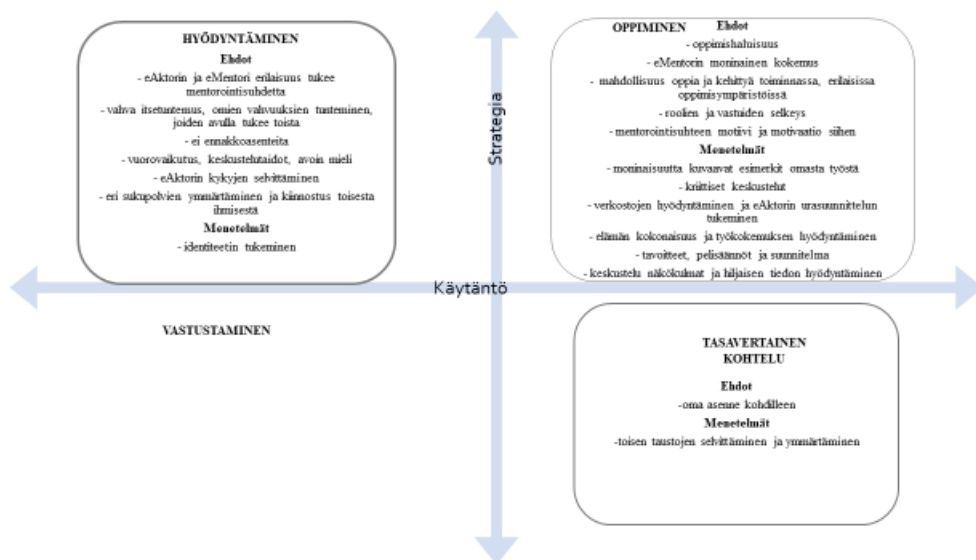 HYÖDYNTÄMINEN
Ehdot
- eAktorin ja eMentori erilaisuus tukee
mentorointisuhdetta
- vahva itsetuntemus, omien vahvuuksien tunteminen,
joiden avulla tukee toista
- ei ennakkoasenteita
- vuorovaikutus, keskustelutaidot, avoin mieli
- eAktorin kykyjen selvittäminen
- eri sukupolvien ymmärtäminen ja kiinnostus toisesta
ihmisestä
Menetelmät
- identiteetin tukeminen
Strategia
OPPIMINEN Ehdot
- oppimishaluisuus
- eMentorin moninainen kokemus
- mahdollisuus oppia ja kehittyä toiminnassa, erilaisissa
oppimisympäristöissä
- roolien ja vastuiden selkeys
- mentorointisuhteen motiivi ja motivaatio siihen
Menetelmät
- moninaisuutta kuvaavat esimerkit omasta työstä
- kriittiset keskustelut
- verkostojen hyödyntäminen ja eAktorin urasuunnittelun
tukeminen
- elämän kokonaisuus ja työkokemuksen hyödyntäminen
- tavoitteet, pelisäännöt ja suunnitelma
- keskustelu näkökulmat ja hiljaisen tiedon hyödyntäminen
Käytäntö
VASTUSTAMINEN
TASAVERTAINEN
KOHTELU
Ehdot
-oma asenne kohdilleen
Menetelmät
-toisen taustojen selvittäminen ja ymmärtäminen